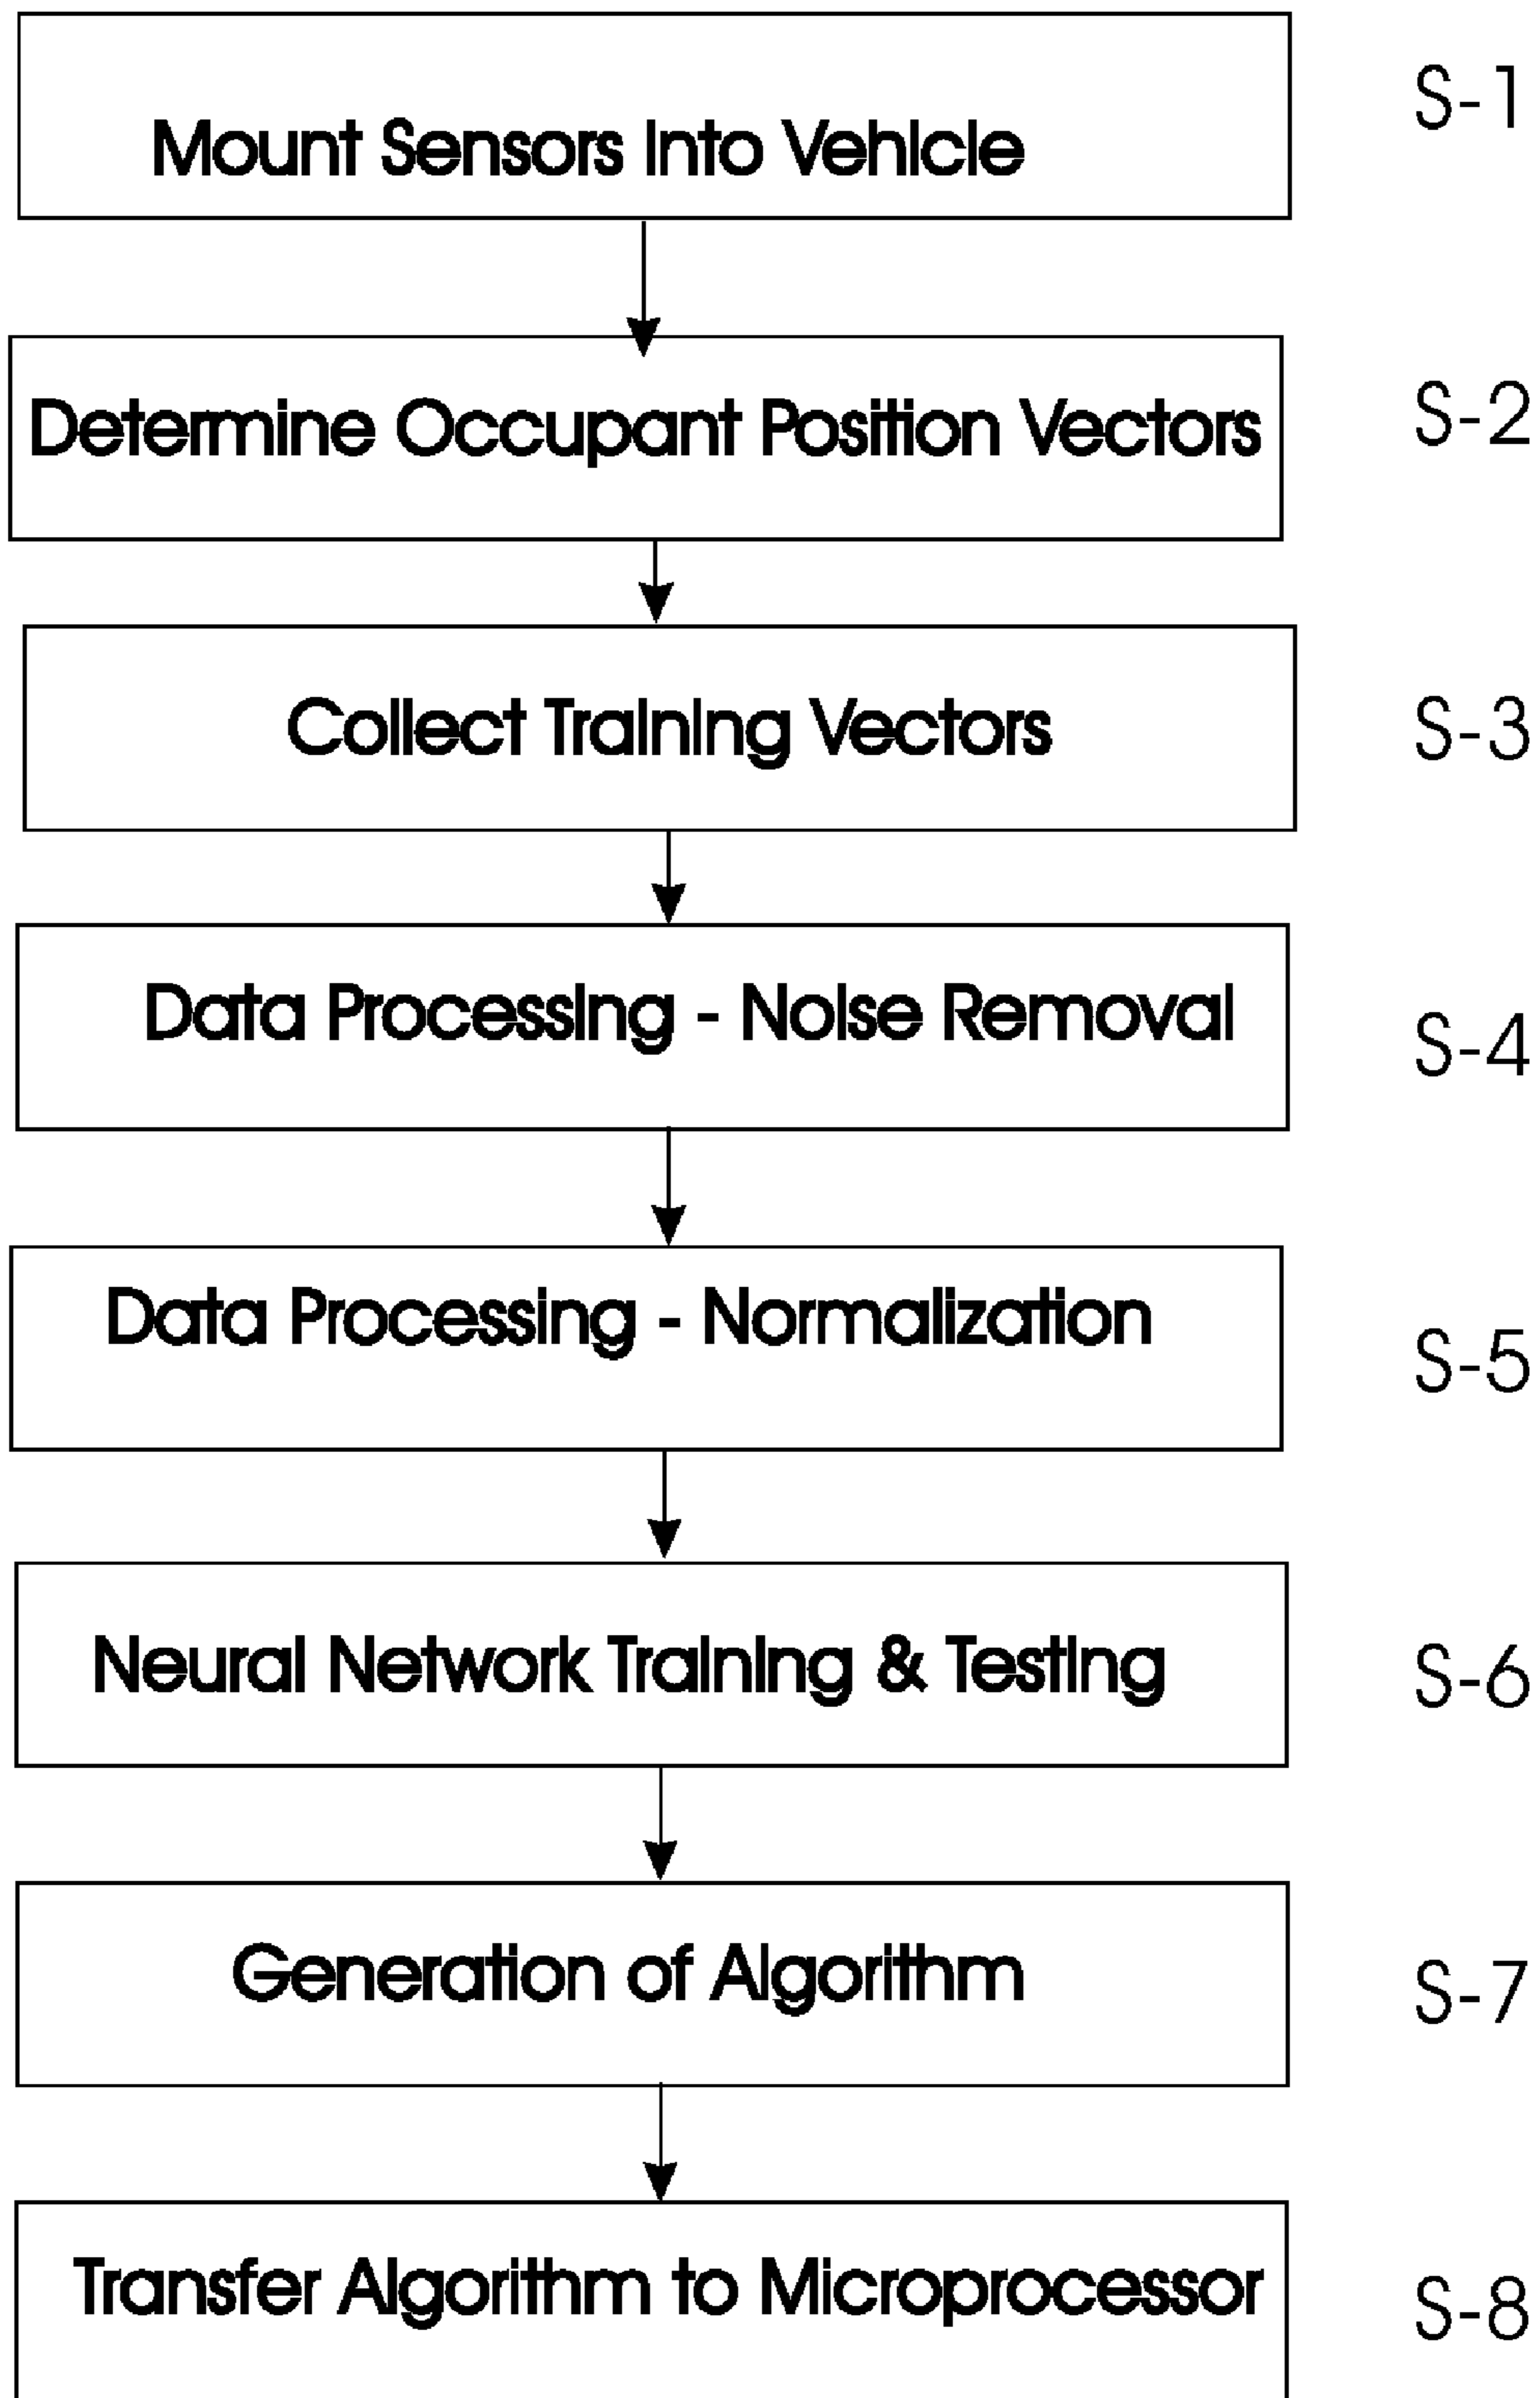 Mount Sensors Into Vehicle
S-1
Determine Occupant Position Vectors
S-2
Collect Training Vectors
S-3
Data Processing - Noise Removal
S-4
Data Processing - Normalization
S-5
Neural Network Training & Testing
S-6
Generation of Algorithm
S-7
Transfer Algorithm to Microprocessor
S-8